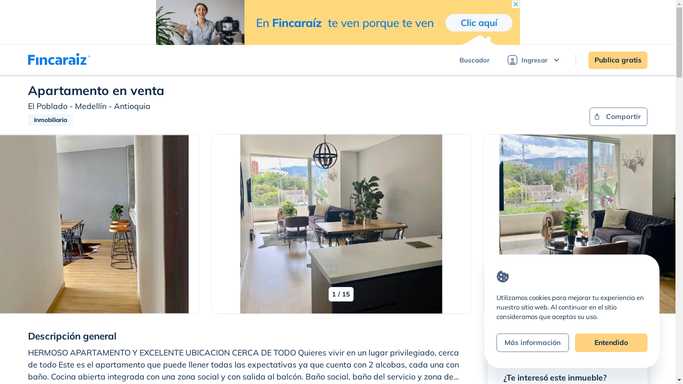 En Fincaraíz te ven porque te ven
Clic aquí
Fincaraíz
Buscador
Ingresar
Publica gratis
Apartamento en venta
El Poblado - Medellín - Antioquia
Inmobiliaria
Compartir
1 / 15
Descripción general
HERMOSO APARTAMENTO Y EXCELENTE UBICACION CERCA DE TODO Quieres vivir en un lugar privilegiado, cerca
de todo Este es el apartamento que puede llener todas las expectativas ya que cuenta con 2 alcobas, cada una con
baño. Cocina abierta integrada con una zona social y con salida al balcón. Baño social, baño del servicio y zona de...
Utilizamos cookies para mejorar tu experiencia en
nuestro sitio web. Al continuar en el sitio
consideramos que aceptas su uso.
Más información
Entendido
¿Te interesó este inmueble?